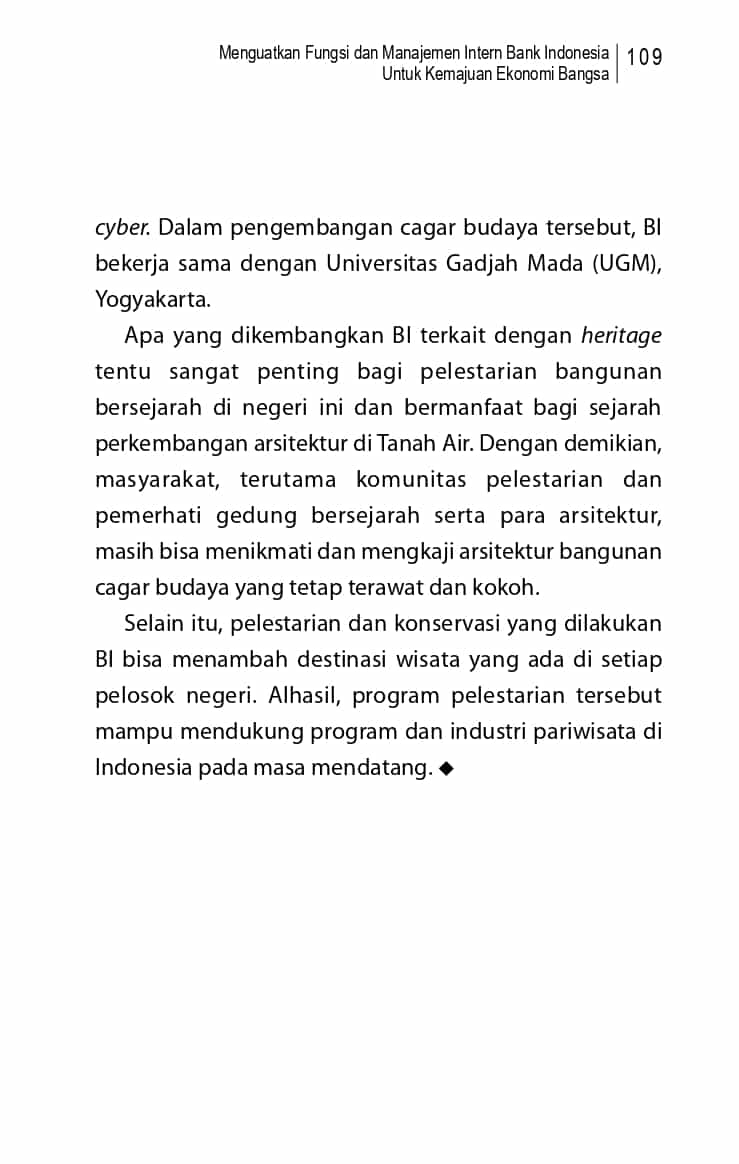 Menguatkan Fungsi dan Manajemen Intern Bank Indonesia
Untuk Kemajuan Ekonomi Bangsa
109
cyber. Dalam pengembangan cagar budaya tersebut, BI
bekerja sama dengan Universitas Gadjah Mada (UGM),
Yogyakarta.
Apa yang dikembangkan BI terkait dengan heritage
tentu sangat penting bagi pelestarian bangunan
bersejarah di negeri ini dan bermanfaat bagi sejarah
perkembangan arsitektur di Tanah Air. Dengan demikian,
masyarakat, terutama komunitas pelestarian dan
pemerhati gedung bersejarah serta para arsitektur,
masih bisa menikmati dan mengkaji arsitektur bangunan
cagar budaya yang tetap terawat dan kokoh.
Selain itu, pelestarian dan konservasi yang dilakukan
BI bisa menambah destinasi wisata yang ada di setiap
pelosok negeri. Alhasil, program pelestarian tersebut
mampu mendukung program dan industri pariwisata di
Indonesia pada masa mendatang. ◆